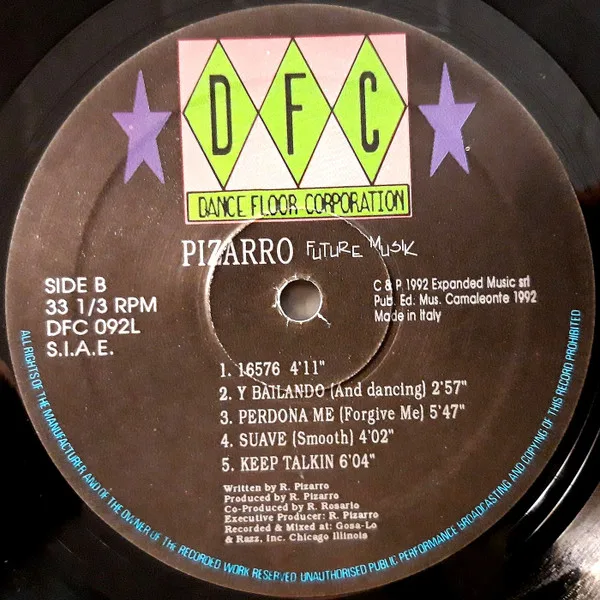 D F C
DANCE FLOOR CORPORATION
PIZARRO FUTURE MUSIK
SIDE B
33 1/3 RPM
DFC 092L
S.I.A.E.
C & P 1992 Expanded Music srl
Pub. Ed: Mus. Camaleonte 1992
Made in Italy
1. 16576 4'11"
2. Y BAILANDO (And dancing) 2'57"
3. PERDONA ME (Forgive Me) 5'47"
4. SUAVE (Smooth) 4'02"
5. KEEP TALKIN 6'04"
Written by R. Pizarro
Produced by R. Pizarro
Co-Produced by R. Rosario
Executive Producer: R. Pizarro
Recorded & Mixed at: Gosa-Lo
& Razz, Inc. Chicago Illinois
ALL RIGHTS OF THE MANUFACTURER AND OF THE OWNER OF THE RECORDED WORK RESERVED UNAUTHORISED PUBLIC PERFORMANCE BROADCASTING AND COPYING OF THIS RECORD PROHIBITED